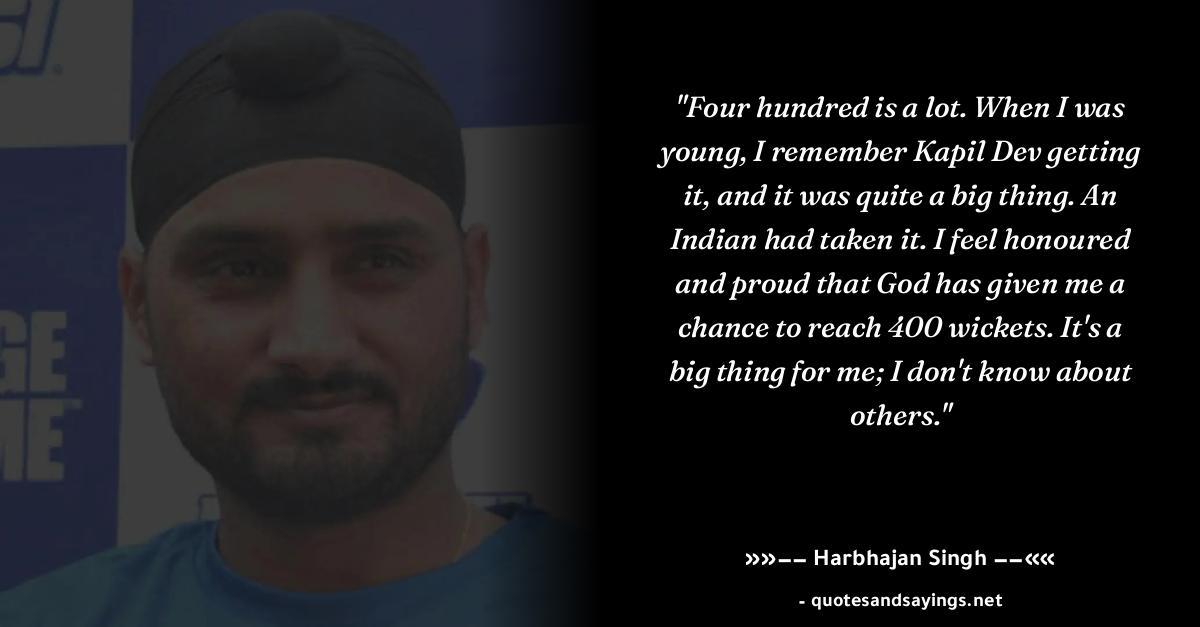 "Four hundred is a lot. When I was
young, I remember Kapil Dev getting
it, and it was quite a big thing. An
Indian had taken it. I feel honoured
and proud that God has given me a
chance to reach 400 wickets. It's a
big thing for me; I don't know about
others."
»»−− Harbhajan Singh −−««
- quotesandsayings.net